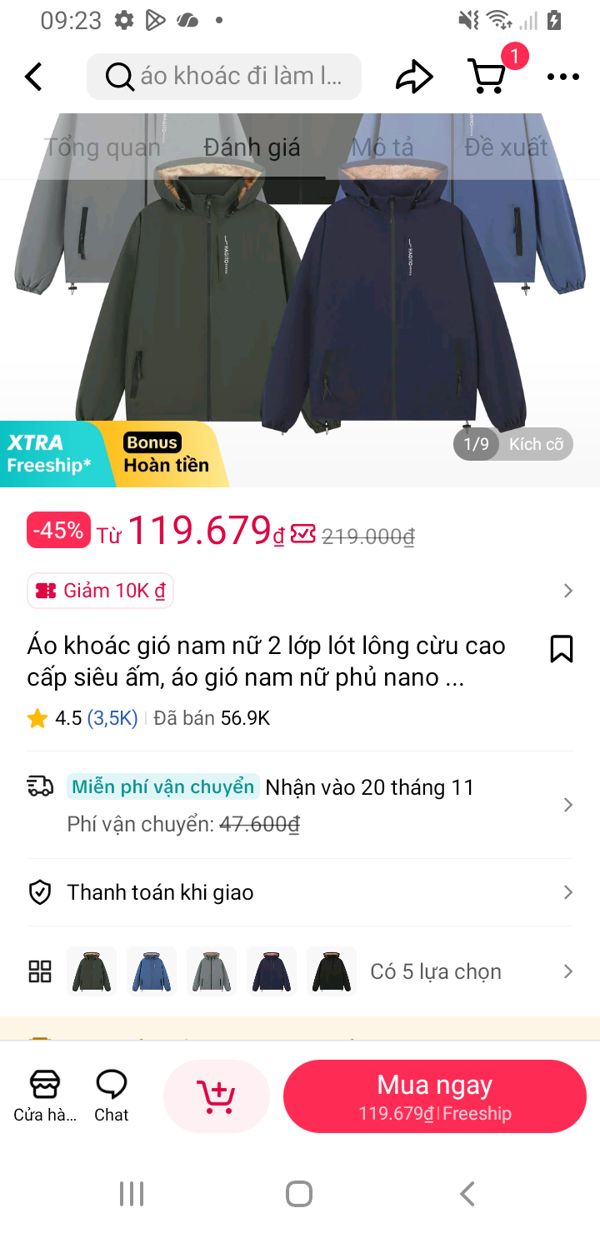 09:23
áo khoác đi làm l...
1
Tổng quan Đánh giá Mô tả Đề xuất
XTRA
Freeship*
Bonus
Hoàn tiền
1/9 Kích cỡ
-45% Từ 119.679₫ 219.000₫
Giảm 10K ₫
Áo khoác gió nam nữ 2 lớp lót lông cừu cao
cấp siêu ấm, áo gió nam nữ phủ nano ...
4.5 (3,5K) Đã bán 56.9K
Miễn phí vận chuyển Nhận vào 20 tháng 11
Phí vận chuyển: 47.600₫
Thanh toán khi giao
Có 5 lựa chọn
Cửa hà...
Chat
Mua ngay
119.679₫ | Freeship